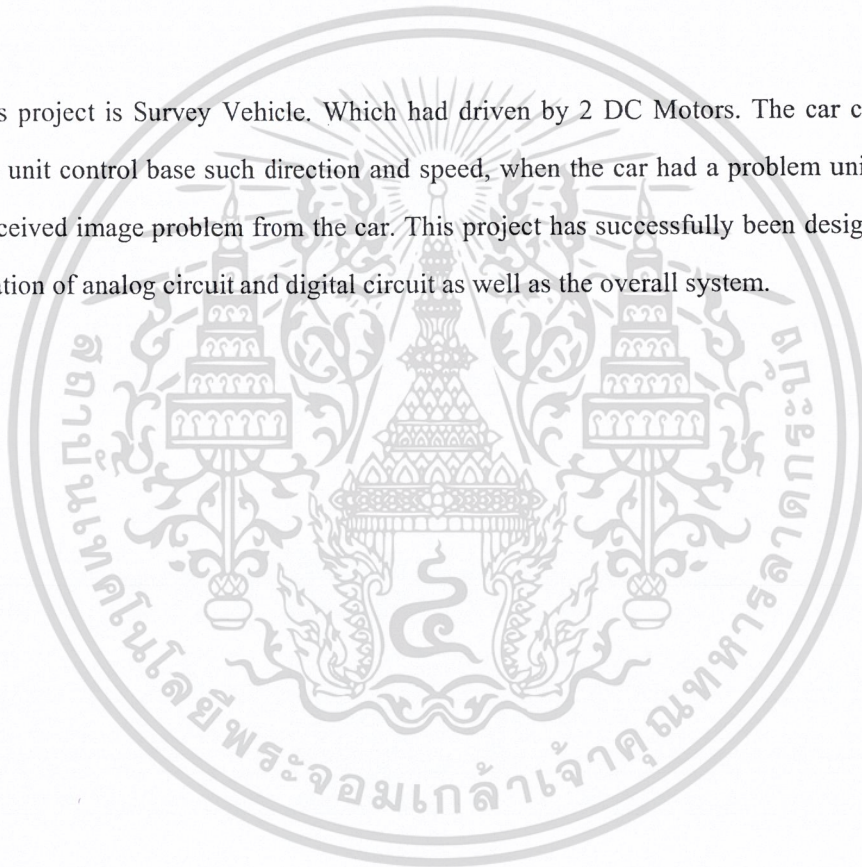 s project is Survey Vehicle. Which had driven by 2 DC Motors. The car c
unit control base such direction and speed, when the car had a problem uni
ceived image problem from the car. This project has successfully been desig
ation of analog circuit and digital circuit as well as the overall system.
สถาบันเทคโนโลยีพระจอมเกล้าเจ้าคุณทหารลาดกระบัง